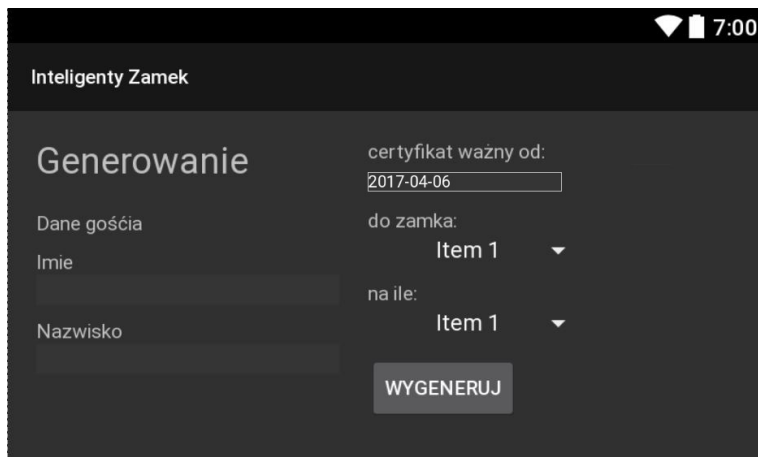 7:00
Inteligenty Zamek
Generowanie
Dane gośćia
Imie
Nazwisko
certyfikat ważny od:
2017-04-06
do zamka:
Item 1
na ile:
Item 1
WYGENERUJ